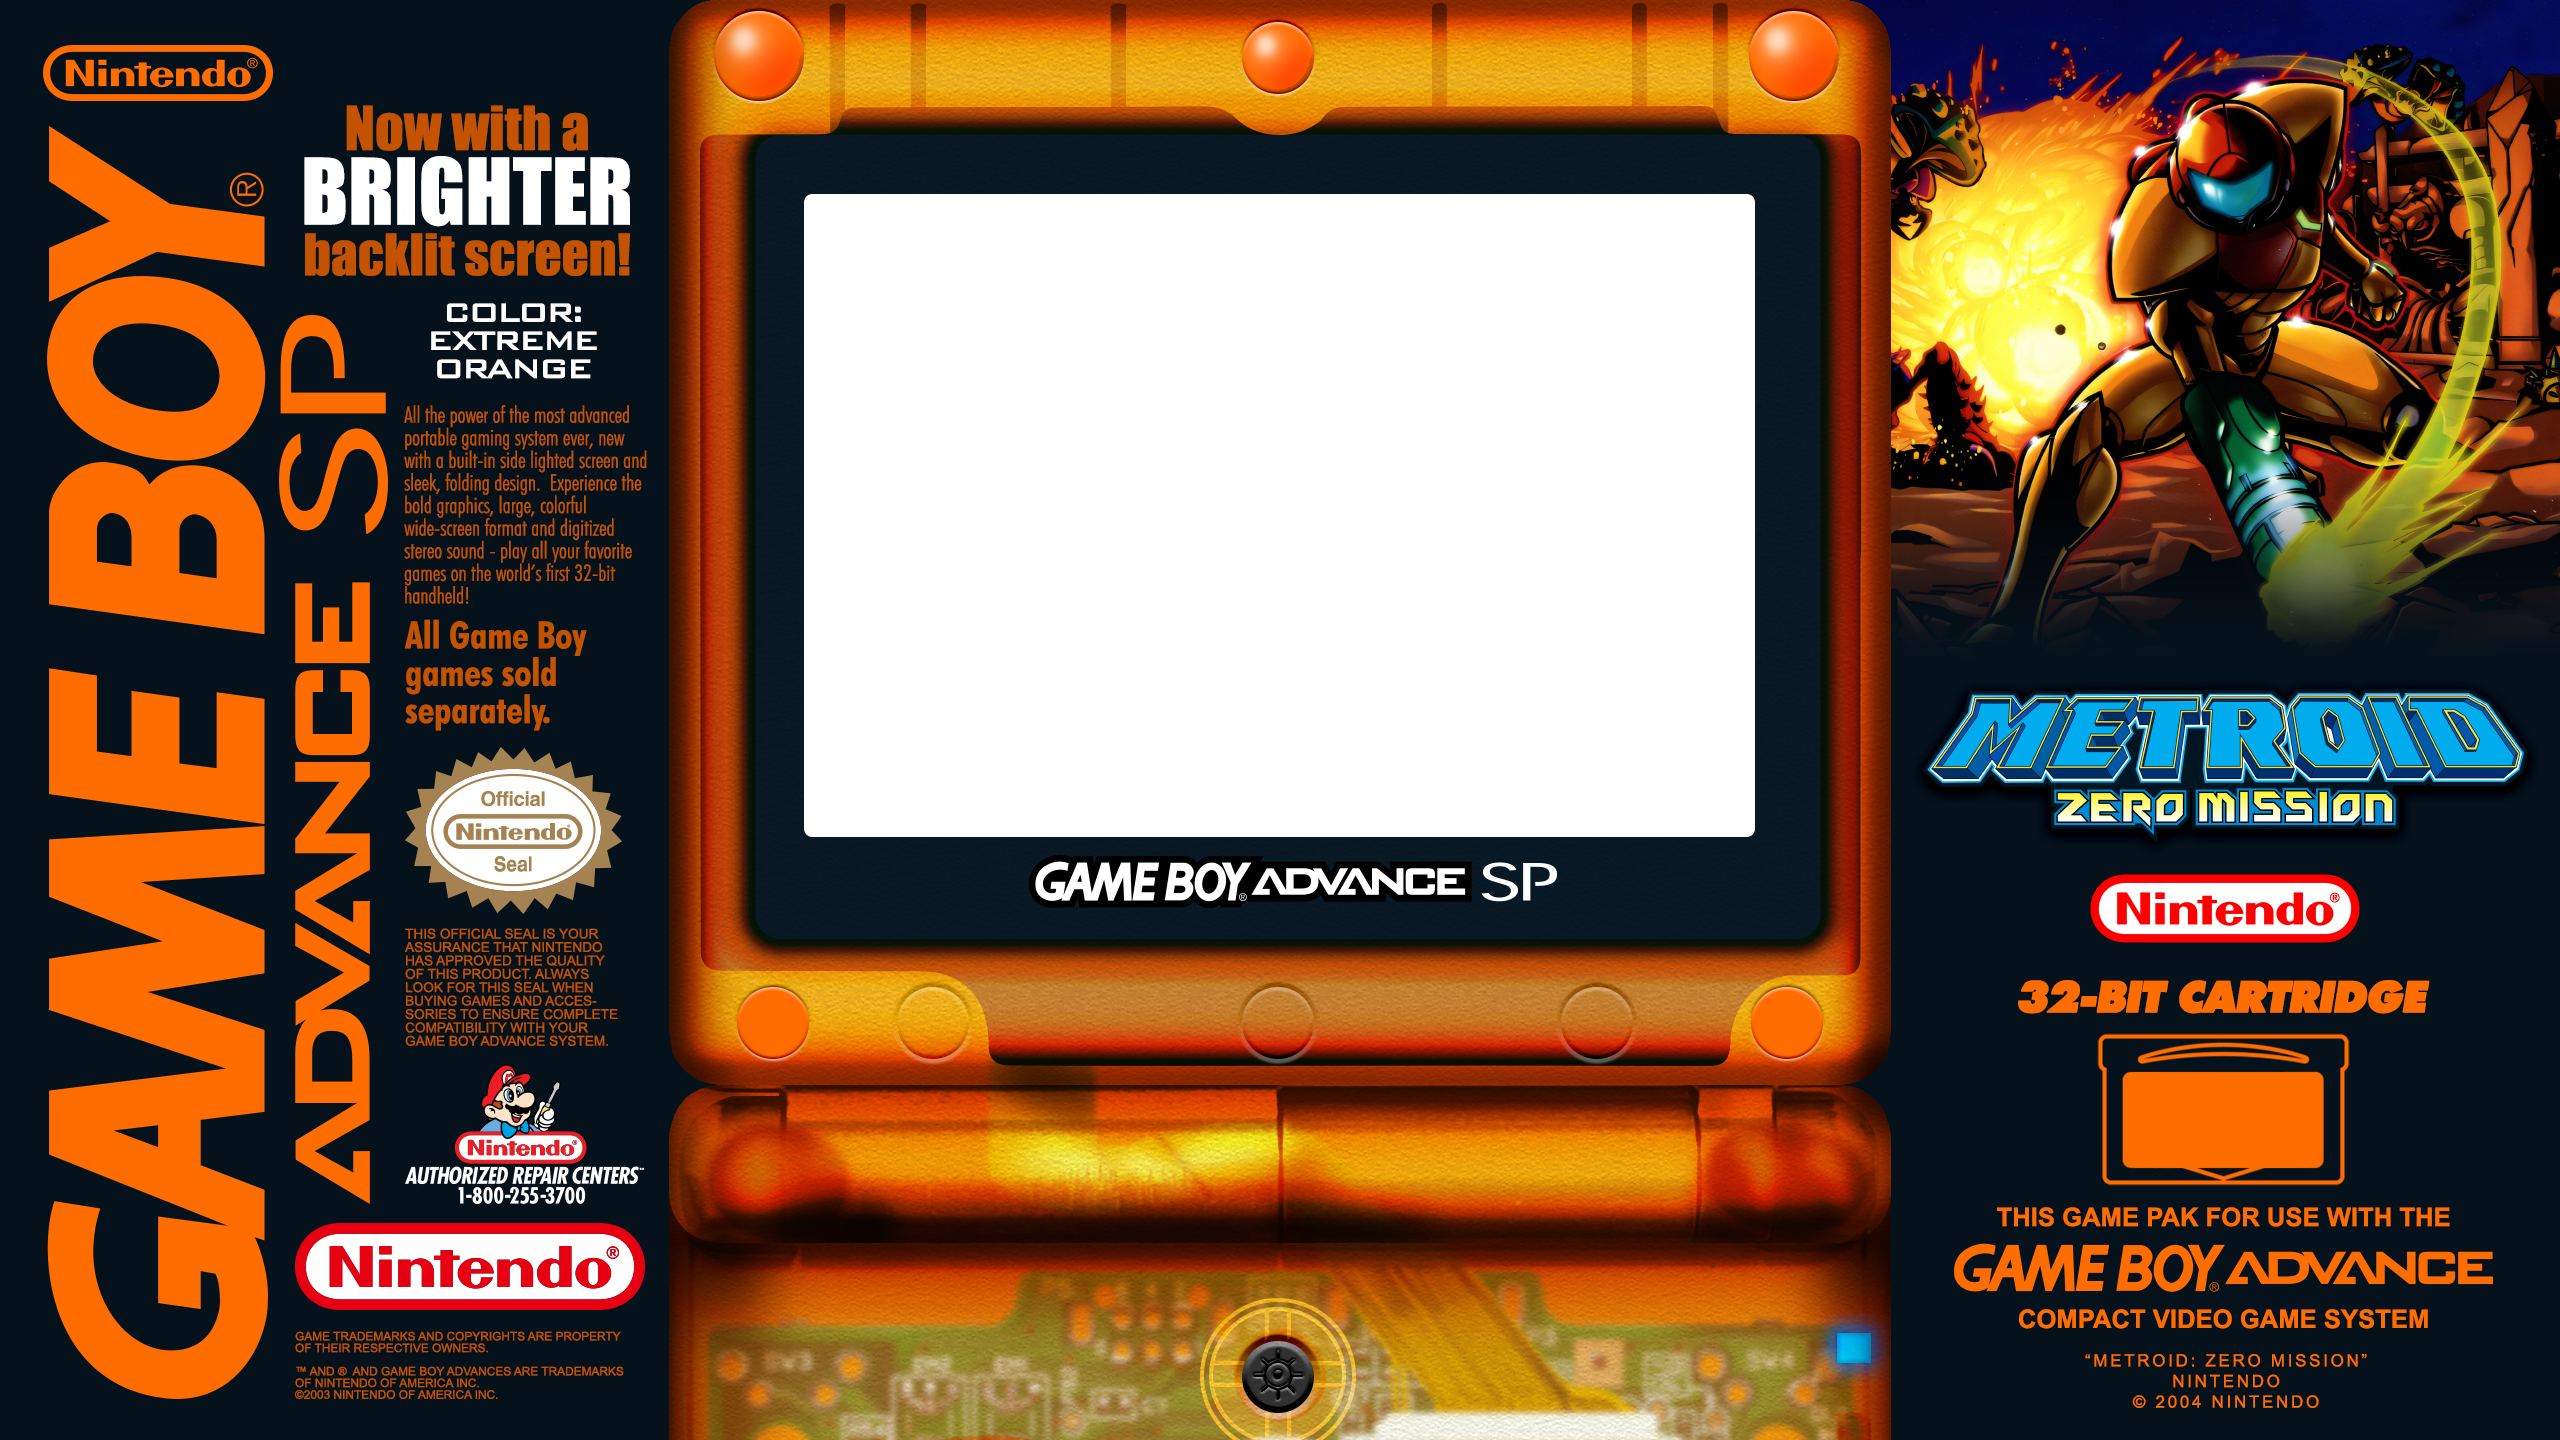 Nintendo®
GAME BOY®
ADVANCE SP
Now with a
BRIGHTER
backlit screen!
COLOR:
EXTREME
ORANGE
All the power of the most advanced
portable gaming system ever, new
with a built-in side lighted screen and
sleek, folding design. Experience the
bold graphics, large, colorful
wide-screen format and digitized
stereo sound - play all your favorite
games on the world's first 32-bit
handheld!
All Game Boy
games sold
separately.
Official
Nintendo
Seal
THIS OFFICIAL SEAL IS YOUR
ASSURANCE THAT NINTENDO
HAS APPROVED THE QUALITY
OF THIS PRODUCT. ALWAYS
LOOK FOR THIS SEAL WHEN
BUYING GAMES AND ACCES-
SORIES TO ENSURE COMPLETE
COMPATIBILITY WITH YOUR
GAME BOY ADVANCE SYSTEM.
Nintendo®
AUTHORIZED REPAIR CENTERS™
1-800-255-3700
Nintendo®
GAME TRADEMARKS AND COPYRIGHTS ARE PROPERTY
OF THEIR RESPECTIVE OWNERS.
™ AND ® AND GAME BOY ADVANCES ARE TRADEMARKS
OF NINTENDO OF AMERICA INC.
©2003 NINTENDO OF AMERICA INC.
GAME BOY® ADVANCE SP
METROID
ZERO MISSION
Nintendo®
32-BIT CARTRIDGE
THIS GAME PAK FOR USE WITH THE
GAME BOY® ADVANCE
COMPACT VIDEO GAME SYSTEM
“METROID: ZERO MISSION”
NINTENDO
© 2004 NINTENDO